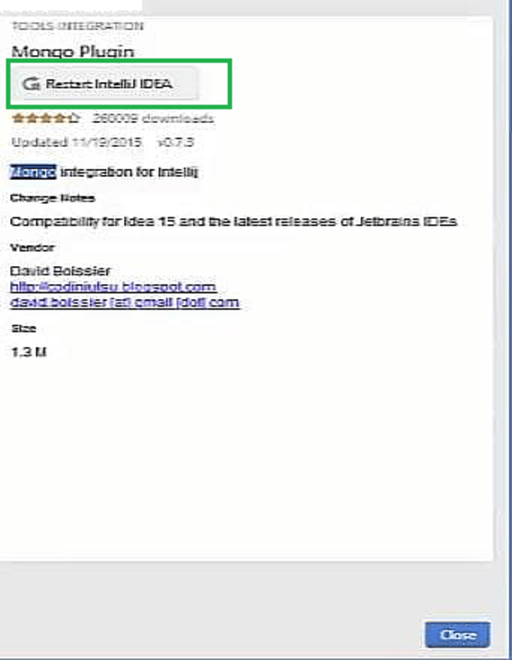 TOOLS INTEGRATION
Mongo Plugin
Restart IntelliJ IDEA
260009 downloads
Updated 11/19/2015 v0.7.3
Mongo integration for Intellij
Change Notes
Compatibility for Idea 15 and the latest releases of Jetbrains IDEs
Vendor
David Boissier
http://codinjutsu.blogspot.com
david.boissier [at] gmail [dot] com
Size
1.3 M
Close